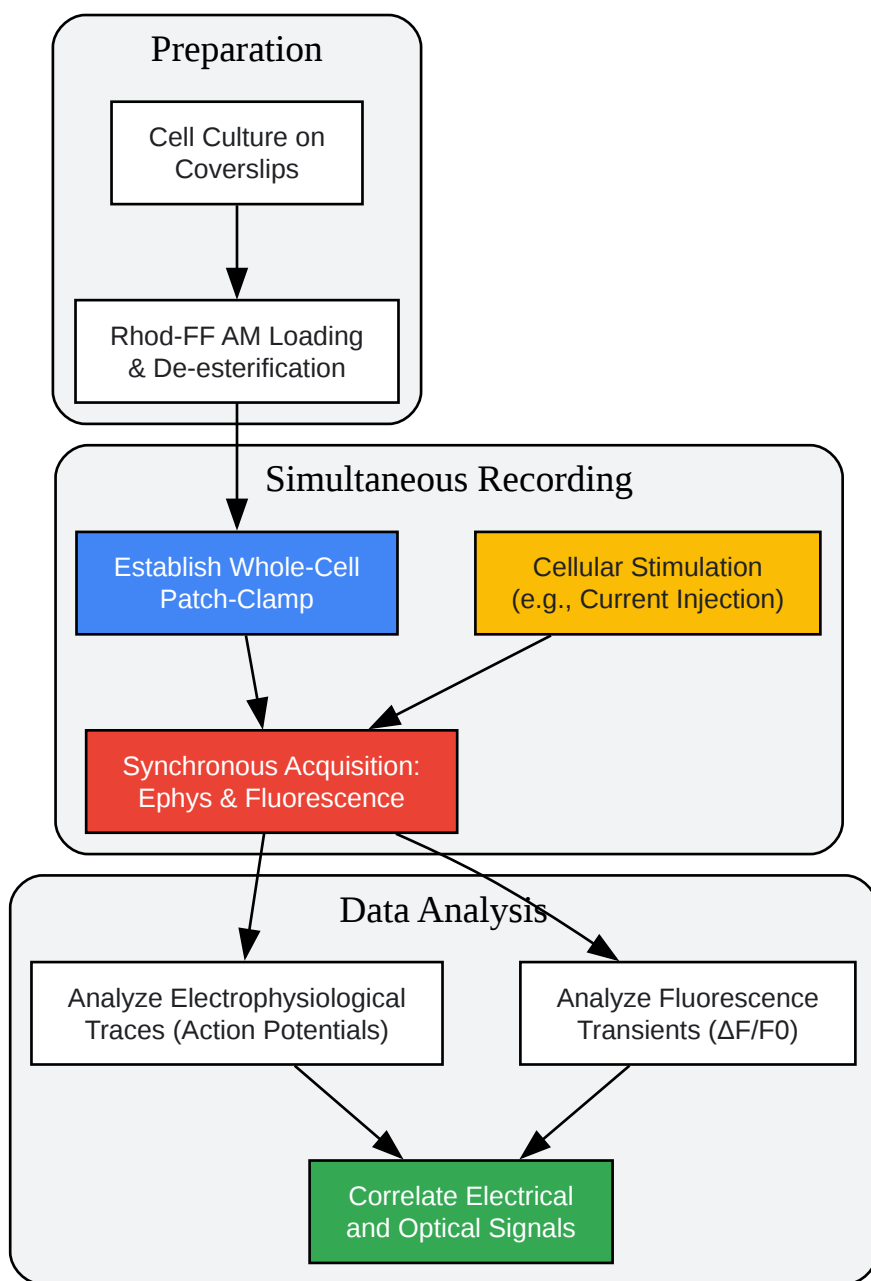 Preparation
Cell Culture on
Coverslips
Rhod-FF AM Loading
& De-esterification
Simultaneous Recording
Establish Whole-Cell
Patch-Clamp
Cellular Stimulation
(e.g., Current Injection)
Synchronous Acquisition:
Ephys & Fluorescence
Data Analysis
Analyze Electrophysiological
Traces (Action Potentials)
Analyze Fluorescence
Transients (ΔF/F0)
Correlate Electrical
and Optical Signals